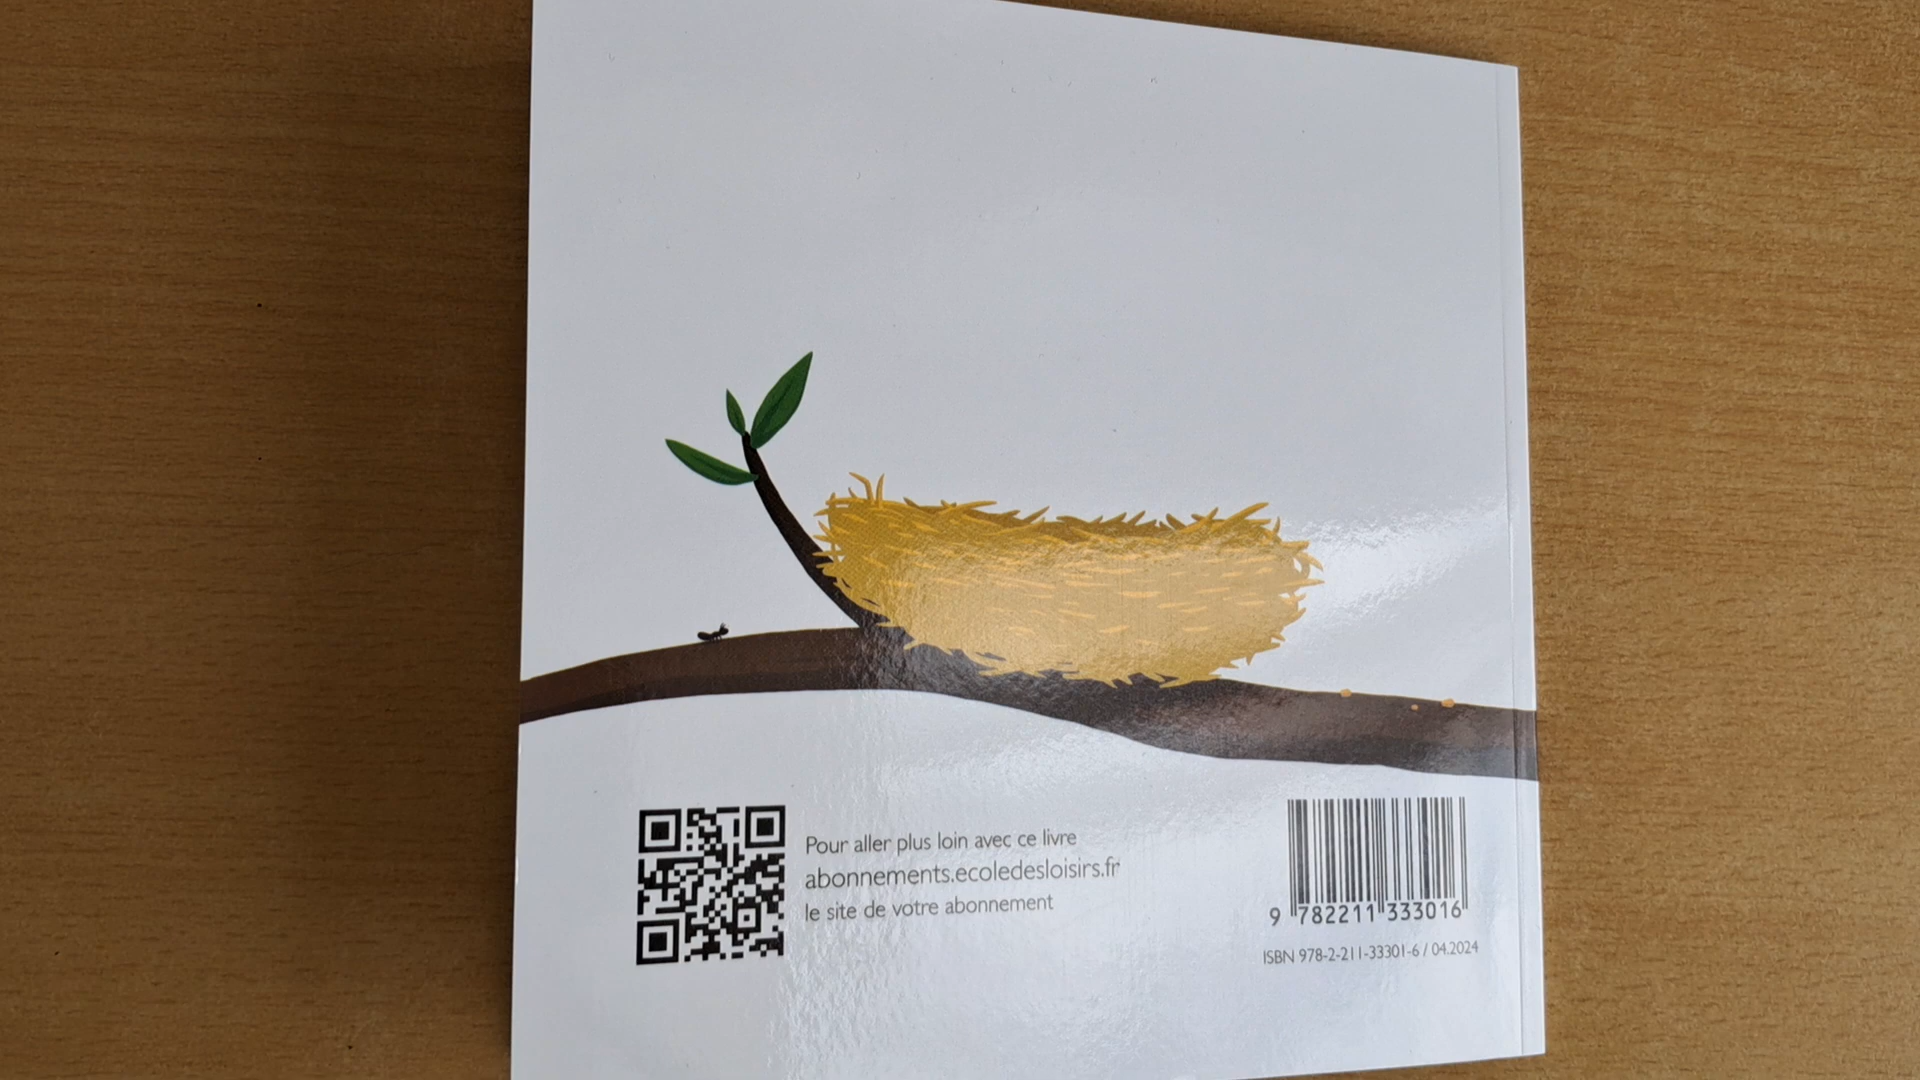 Pour aller plus loin avec ce livre
abonnements.ecoledesloisirs.fr
le site de votre abonnement
9 782211 333016
ISBN 978-2-211-33301-6 / 04.2024